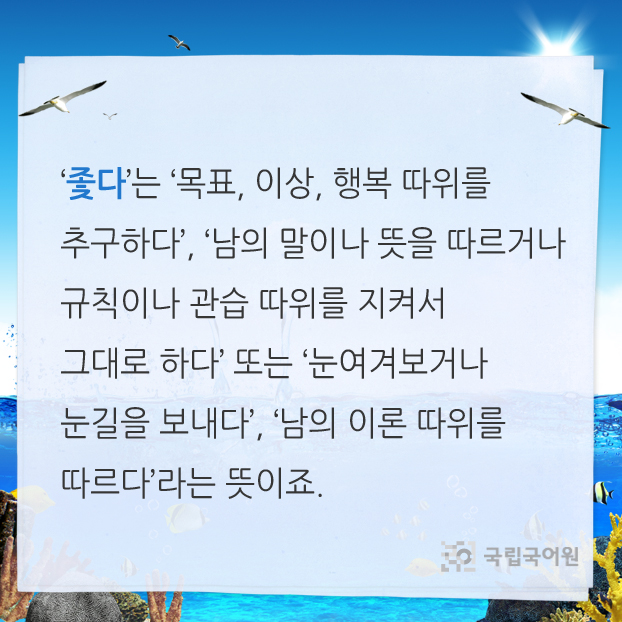 ‘좇다’는 ‘목표, 이상, 행복 따위를
추구하다’, ‘남의 말이나 뜻을 따르거나
규칙이나 관습 따위를 지켜서
그대로 하다’ 또는 ‘눈여겨보거나
눈길을 보내다’, ‘남의 이론 따위를
따르다’라는 뜻이죠.
국립국어원